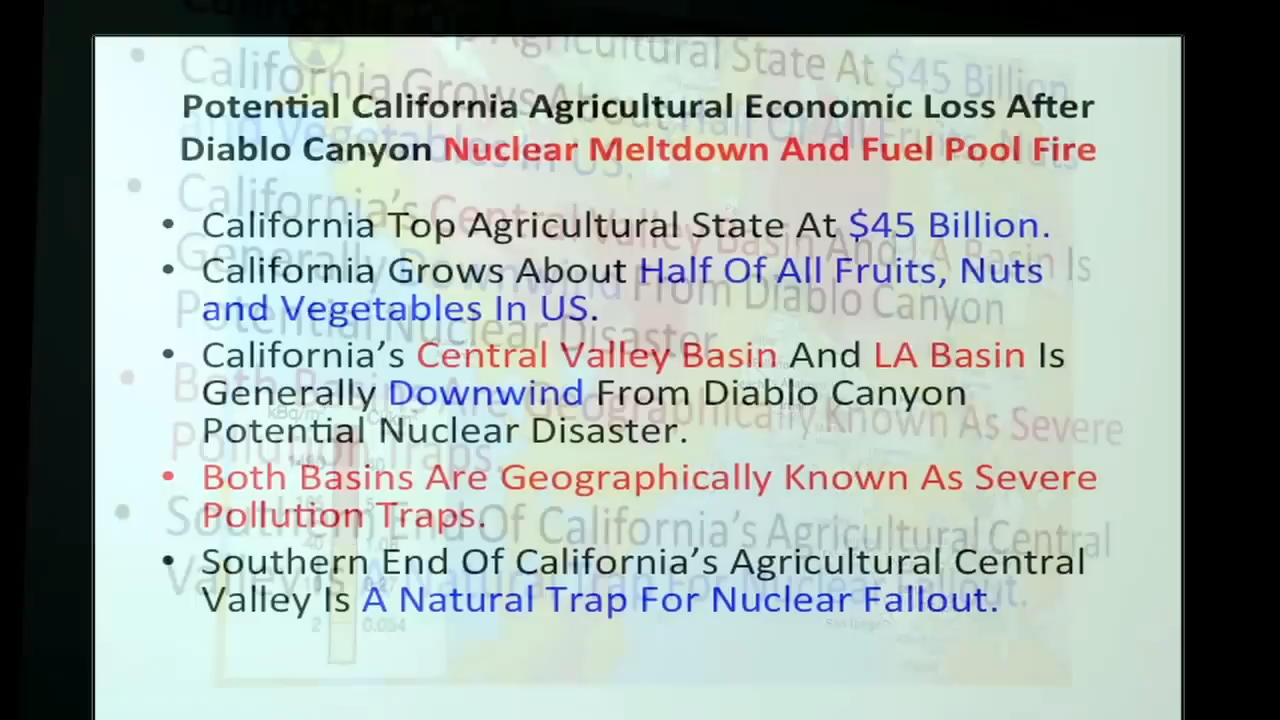 Potential California Agricultural Economic Loss After
Diablo Canyon Nuclear Meltdown And Fuel Pool Fire
• California Top Agricultural State At $45 Billion.
• California Grows About Half Of All Fruits, Nuts
and Vegetables In US.
• California's Central Valley Basin And LA Basin Is
Generally Downwind From Diablo Canyon
Potential Nuclear Disaster.
• Both Basins Are Geographically Known As Severe
Pollution Traps.
• Southern End Of California's Agricultural Central
Valley Is A Natural Trap For Nuclear Fallout.